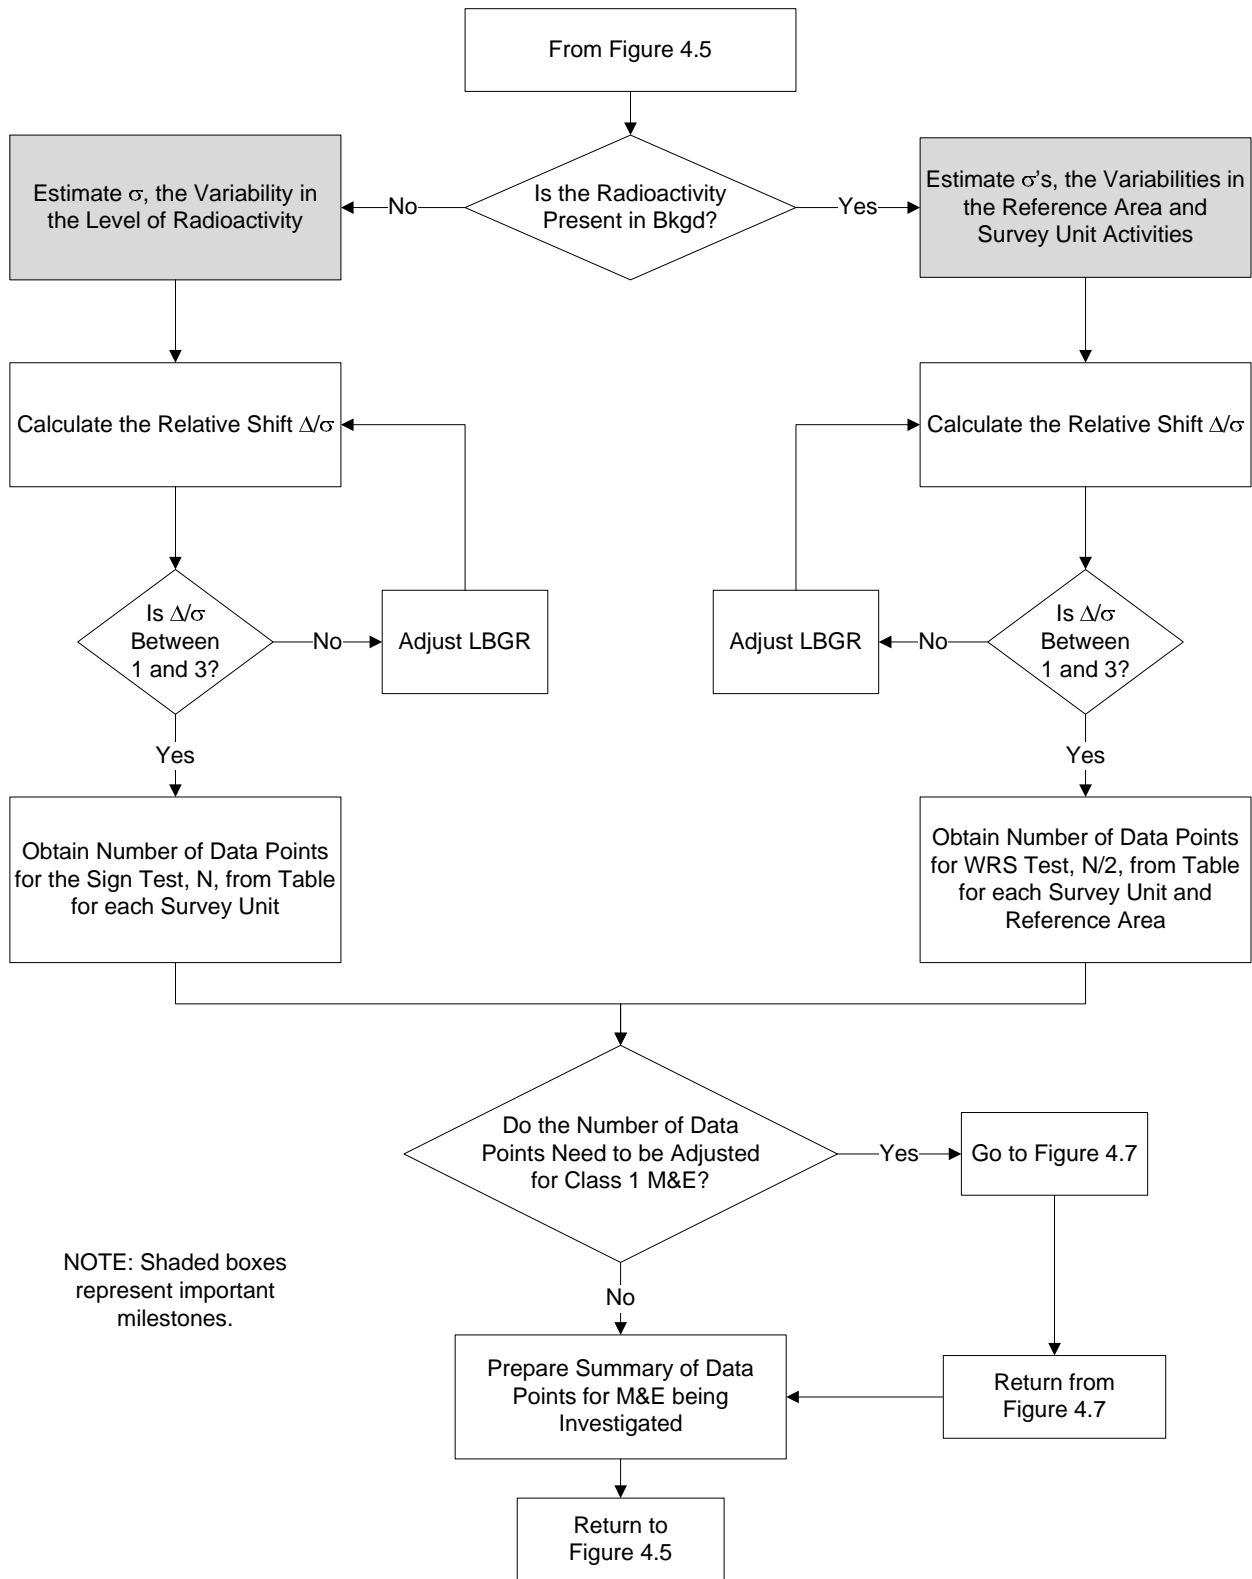 From Figure 4.5
Is the Radioactivity
Present in Bkgd?
No
Yes
Estimate σ, the Variability in
the Level of Radioactivity
Estimate σ's, the Variabilities in
the Reference Area and
Survey Unit Activities
Calculate the Relative Shift Δ/σ
Calculate the Relative Shift Δ/σ
Is Δ/σ
Between
1 and 3?
No
Adjust LBGR
Adjust LBGR
No
Is Δ/σ
Between
1 and 3?
Yes
Yes
Obtain Number of Data Points
for the Sign Test, N, from Table
for each Survey Unit
Obtain Number of Data Points
for WRS Test, N/2, from Table
for each Survey Unit and
Reference Area
Do the Number of Data
Points Need to be Adjusted
for Class 1 M&E?
Yes
Go to Figure 4.7
NOTE: Shaded boxes
represent important
milestones.
No
Prepare Summary of Data
Points for M&E being
Investigated
Return from
Figure 4.7
Return to
Figure 4.5